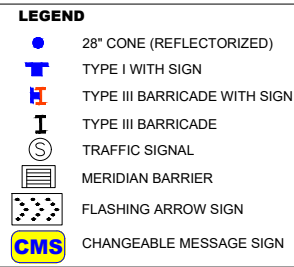 LEGEND
28" CONE (REFLECTORIZED)
TYPE I WITH SIGN
TYPE III BARRICADE WITH SIGN
TYPE III BARRICADE
S TRAFFIC SIGNAL
MERIDIAN BARRIER
FLASHING ARROW SIGN
CMS CHANGEABLE MESSAGE SIGN